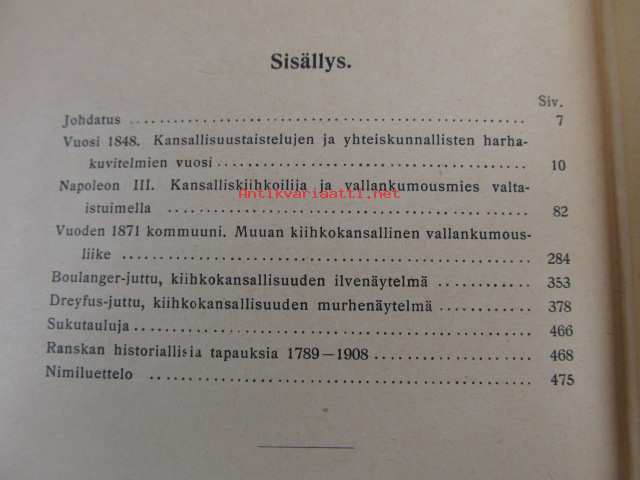 Sisällys.
Siv.
Johdatus ........................................ 7
Vuosi 1848. Kansallisuustaistelujen ja yhteiskunnallisten harha-
kuvitelmien vuosi ........................................ 10
Napoleon III. Kansalliskiihkoilija ja vallankumousmies valta-
Antikvariaatti.net
istuimella ........................................ 82
Vuoden 1871 kommuuni. Muuan kiihkokansallinen vallankumous-
liike ........................................ 284
Boulanger-juttu, kiihkokansallisuuden ilvenäytelmä ............ 353
Dreyfus-juttu, kiihkokansallisuuden murhenäytelmä ............ 378
Sukutauluja ........................................ 466
Ranskan historiallisia tapauksia 1789—1908 .................... 468
Nimiluettelo ........................................ 475